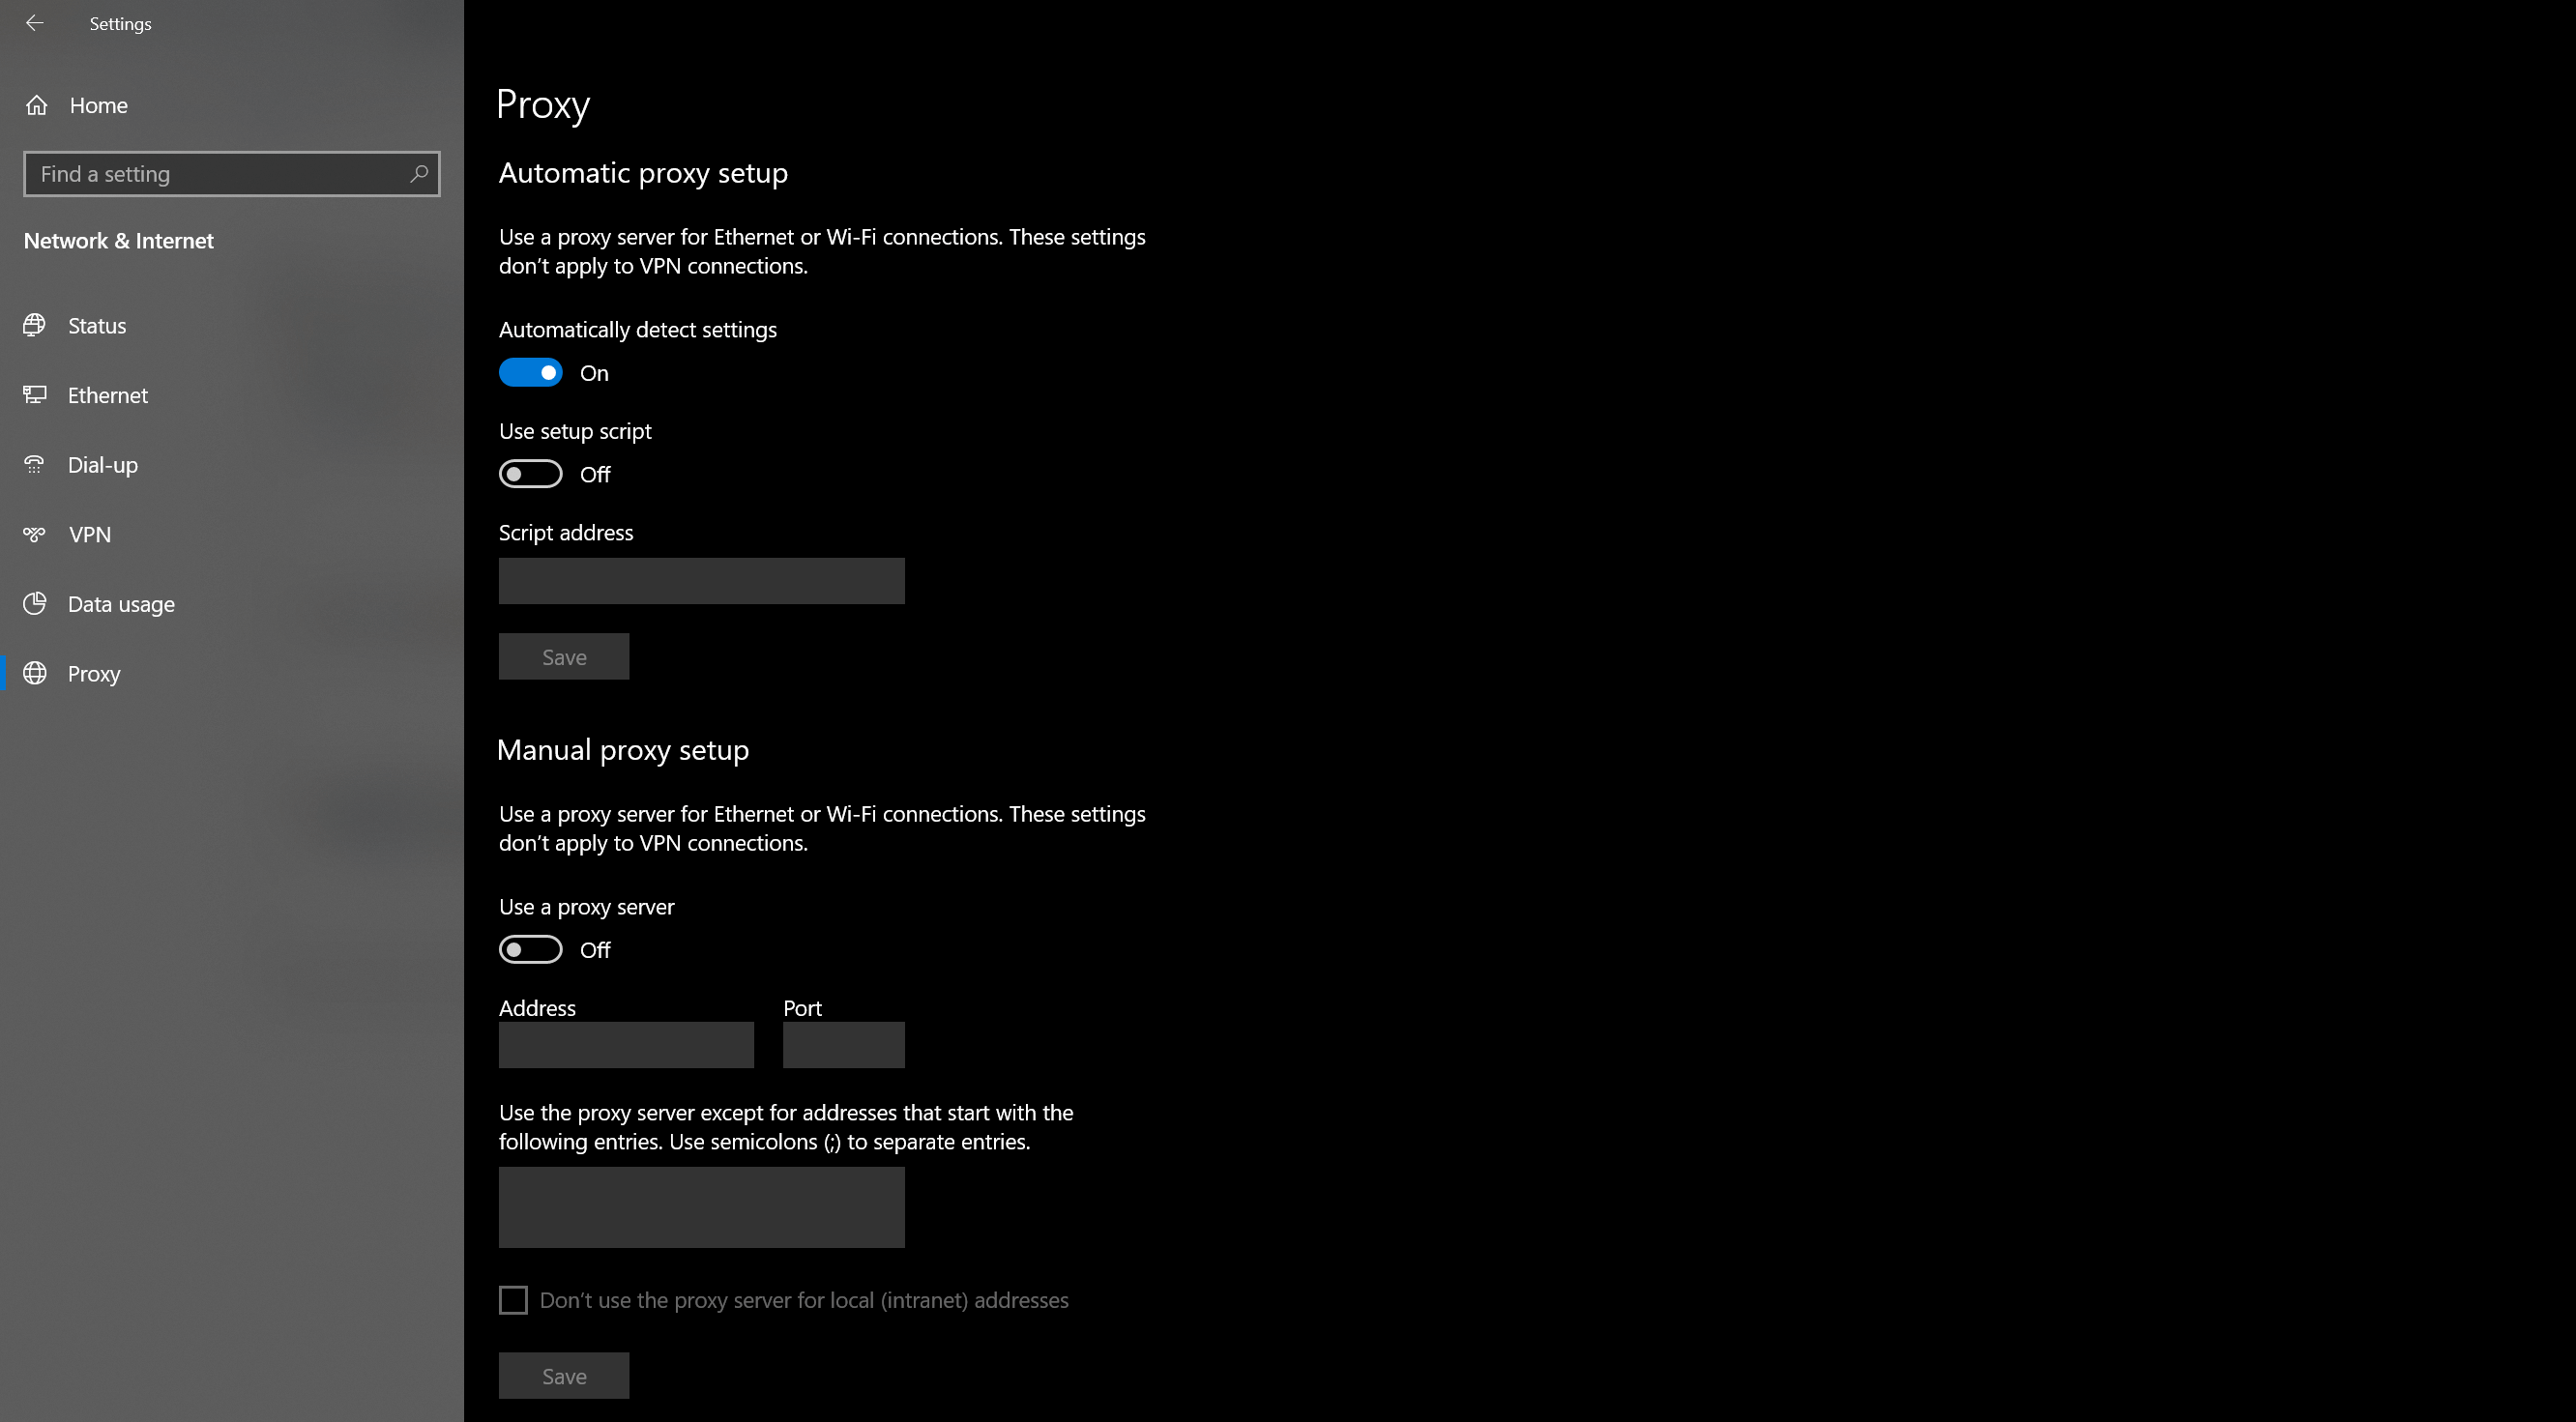 Settings
Home
Find a setting
Network & Internet
Status
Ethernet
Dial-up
VPN
Data usage
Proxy
Proxy
Automatic proxy setup
Use a proxy server for Ethernet or Wi-Fi connections. These settings
don’t apply to VPN connections.
Automatically detect settings
On
Use setup script
Off
Script address
Save
Manual proxy setup
Use a proxy server for Ethernet or Wi-Fi connections. These settings
don’t apply to VPN connections.
Use a proxy server
Off
Address Port
Use the proxy server except for addresses that start with the
following entries. Use semicolons (;) to separate entries.
Don’t use the proxy server for local (intranet) addresses
Save